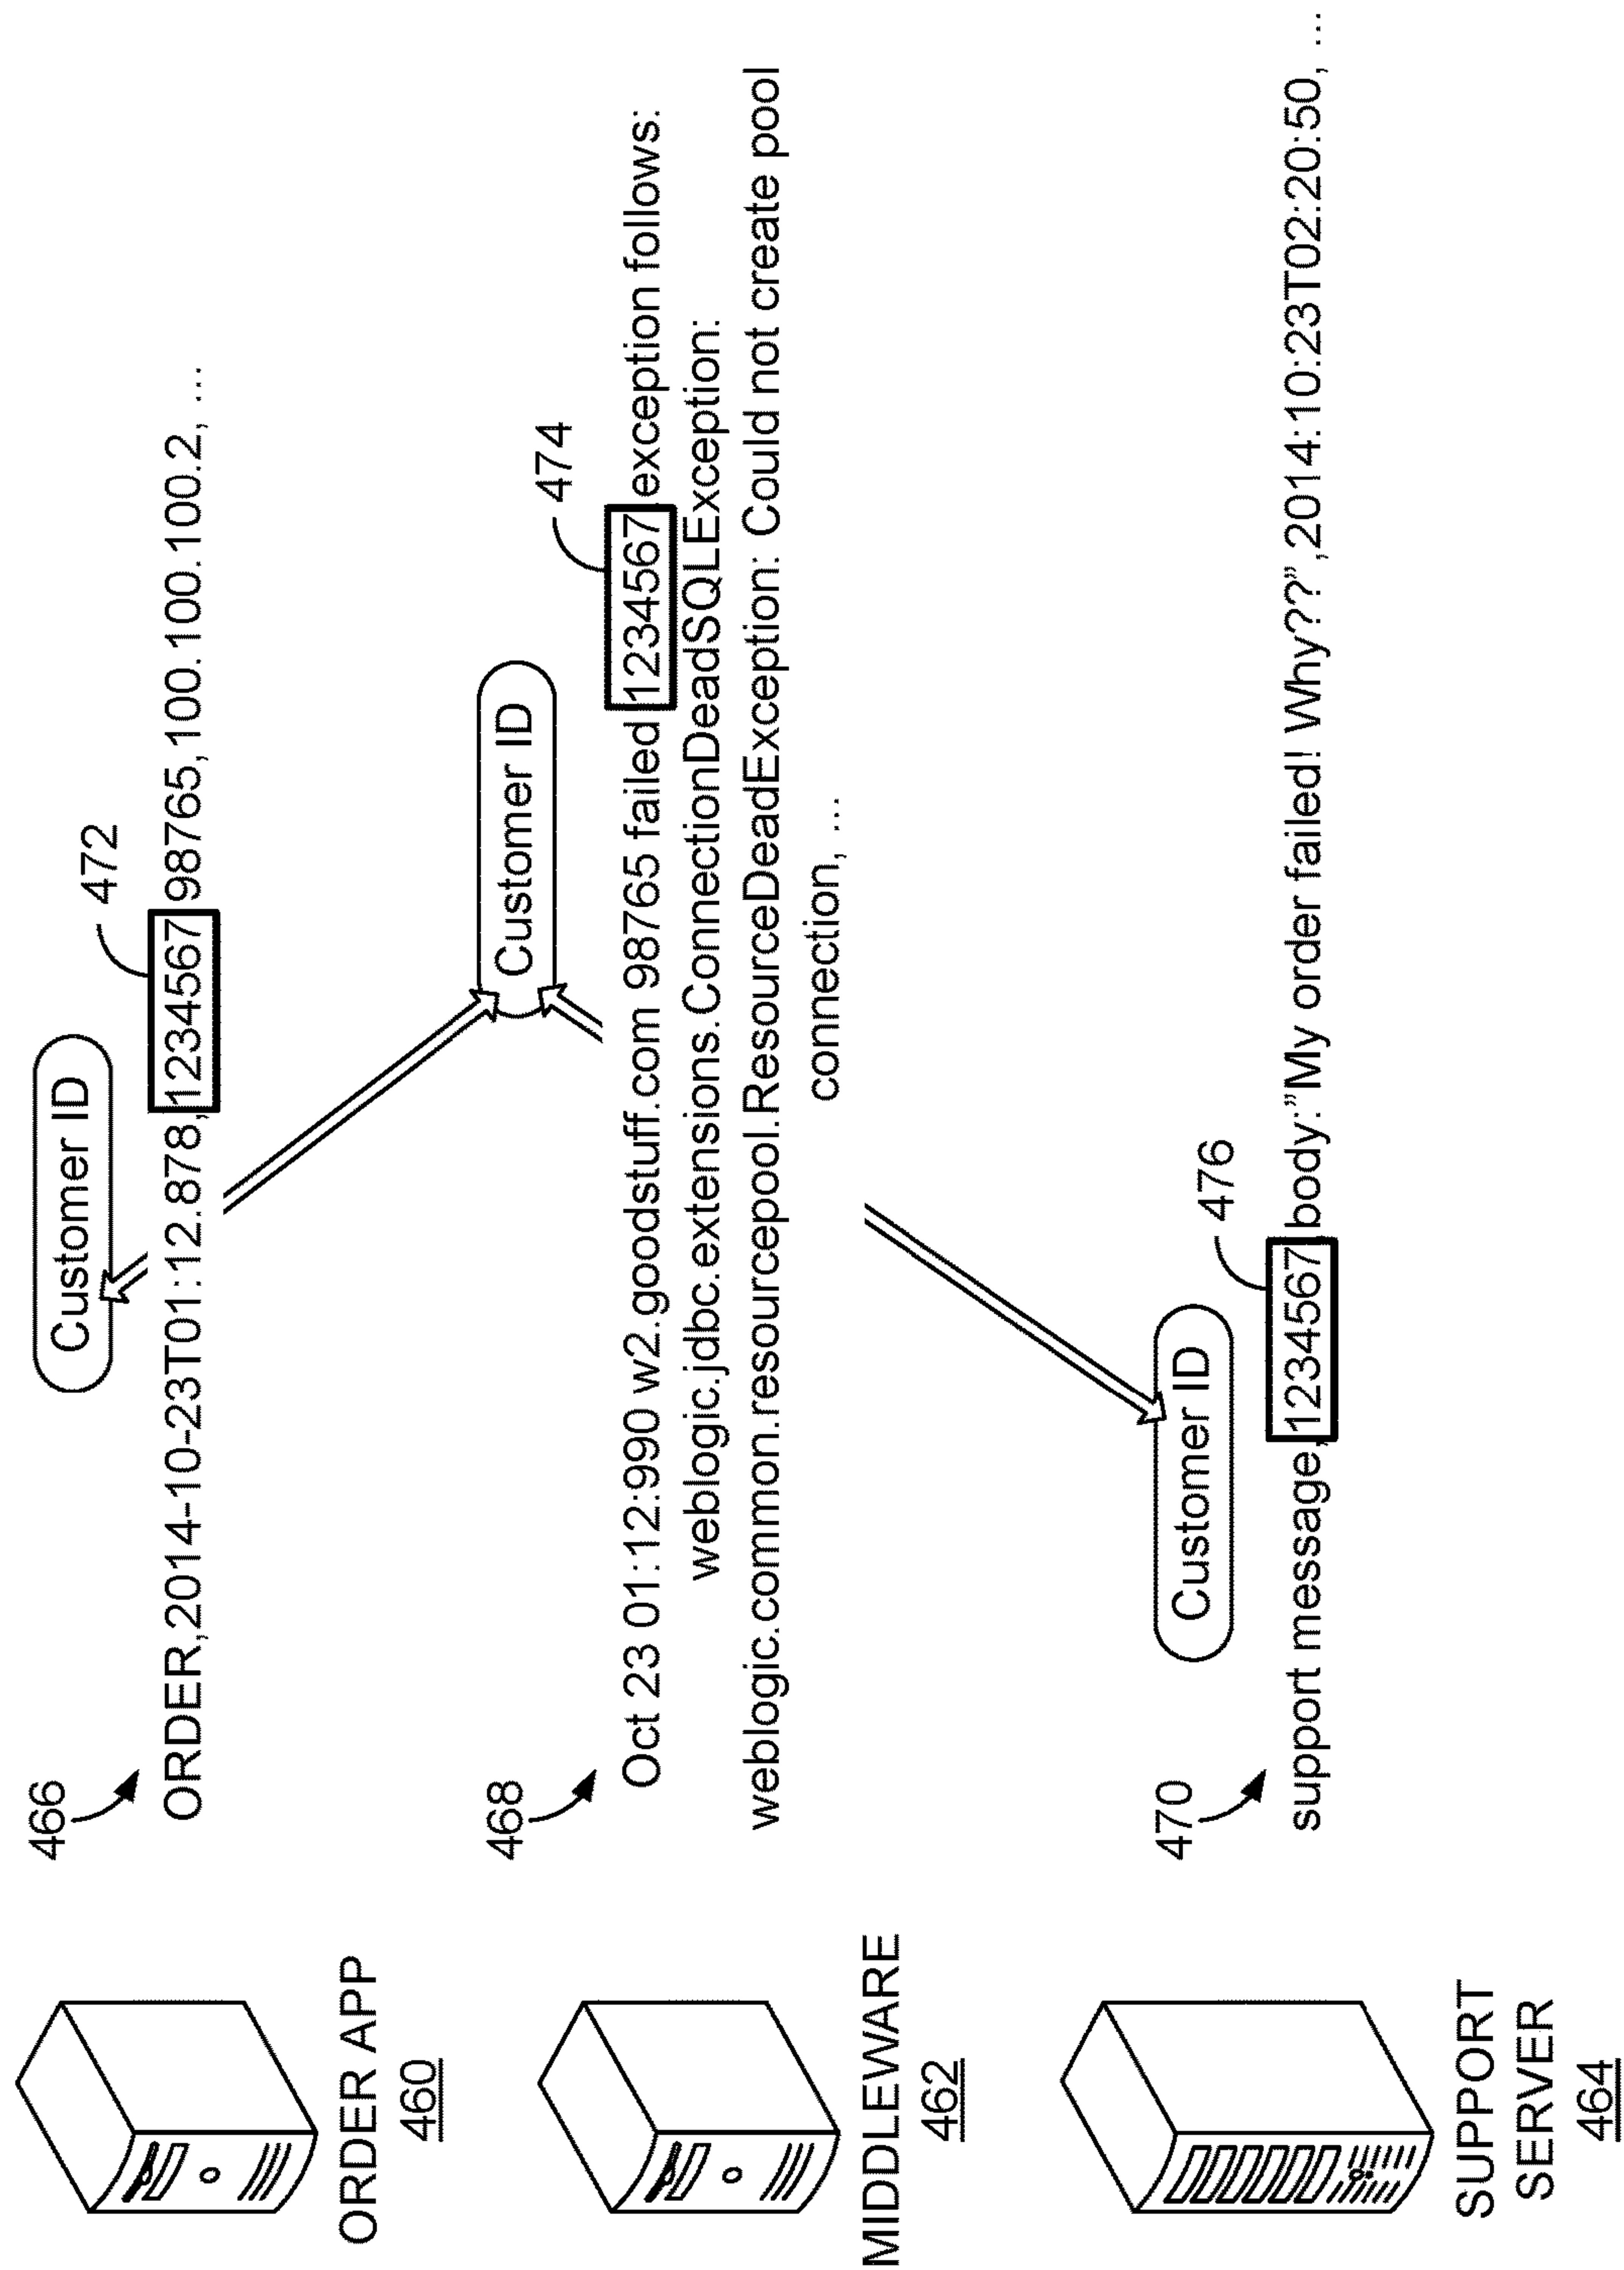 ORDER APP
460
466
Customer ID
472
ORDER,2014-10-23T01:12.878,1234567 98765,100.100.100.2, ...
MIDDLEWARE
462
468
Customer ID
474
Oct 23 01:12:990 w2.goodstuff.com 98765 failed 1234567 exception follows:
weblogic.jdbc.extensions.ConnectionDeadSQLException:
weblogic.common.resourcepool.ResourceDeadException: Could not create pool
connection, ...
SUPPORT
SERVER
464
470
Customer ID
476
support message,1234567 body:”My order failed! Why??”,2014:10:23T02:20:50, ...